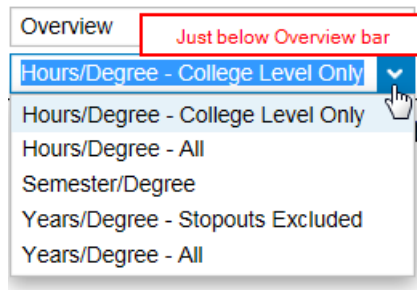 Overview
Just below Overview bar
Hours/Degree - College Level Only
Hours/Degree - College Level Only
Hours/Degree - All
Semester/Degree
Years/Degree - Stopouts Excluded
Years/Degree - All